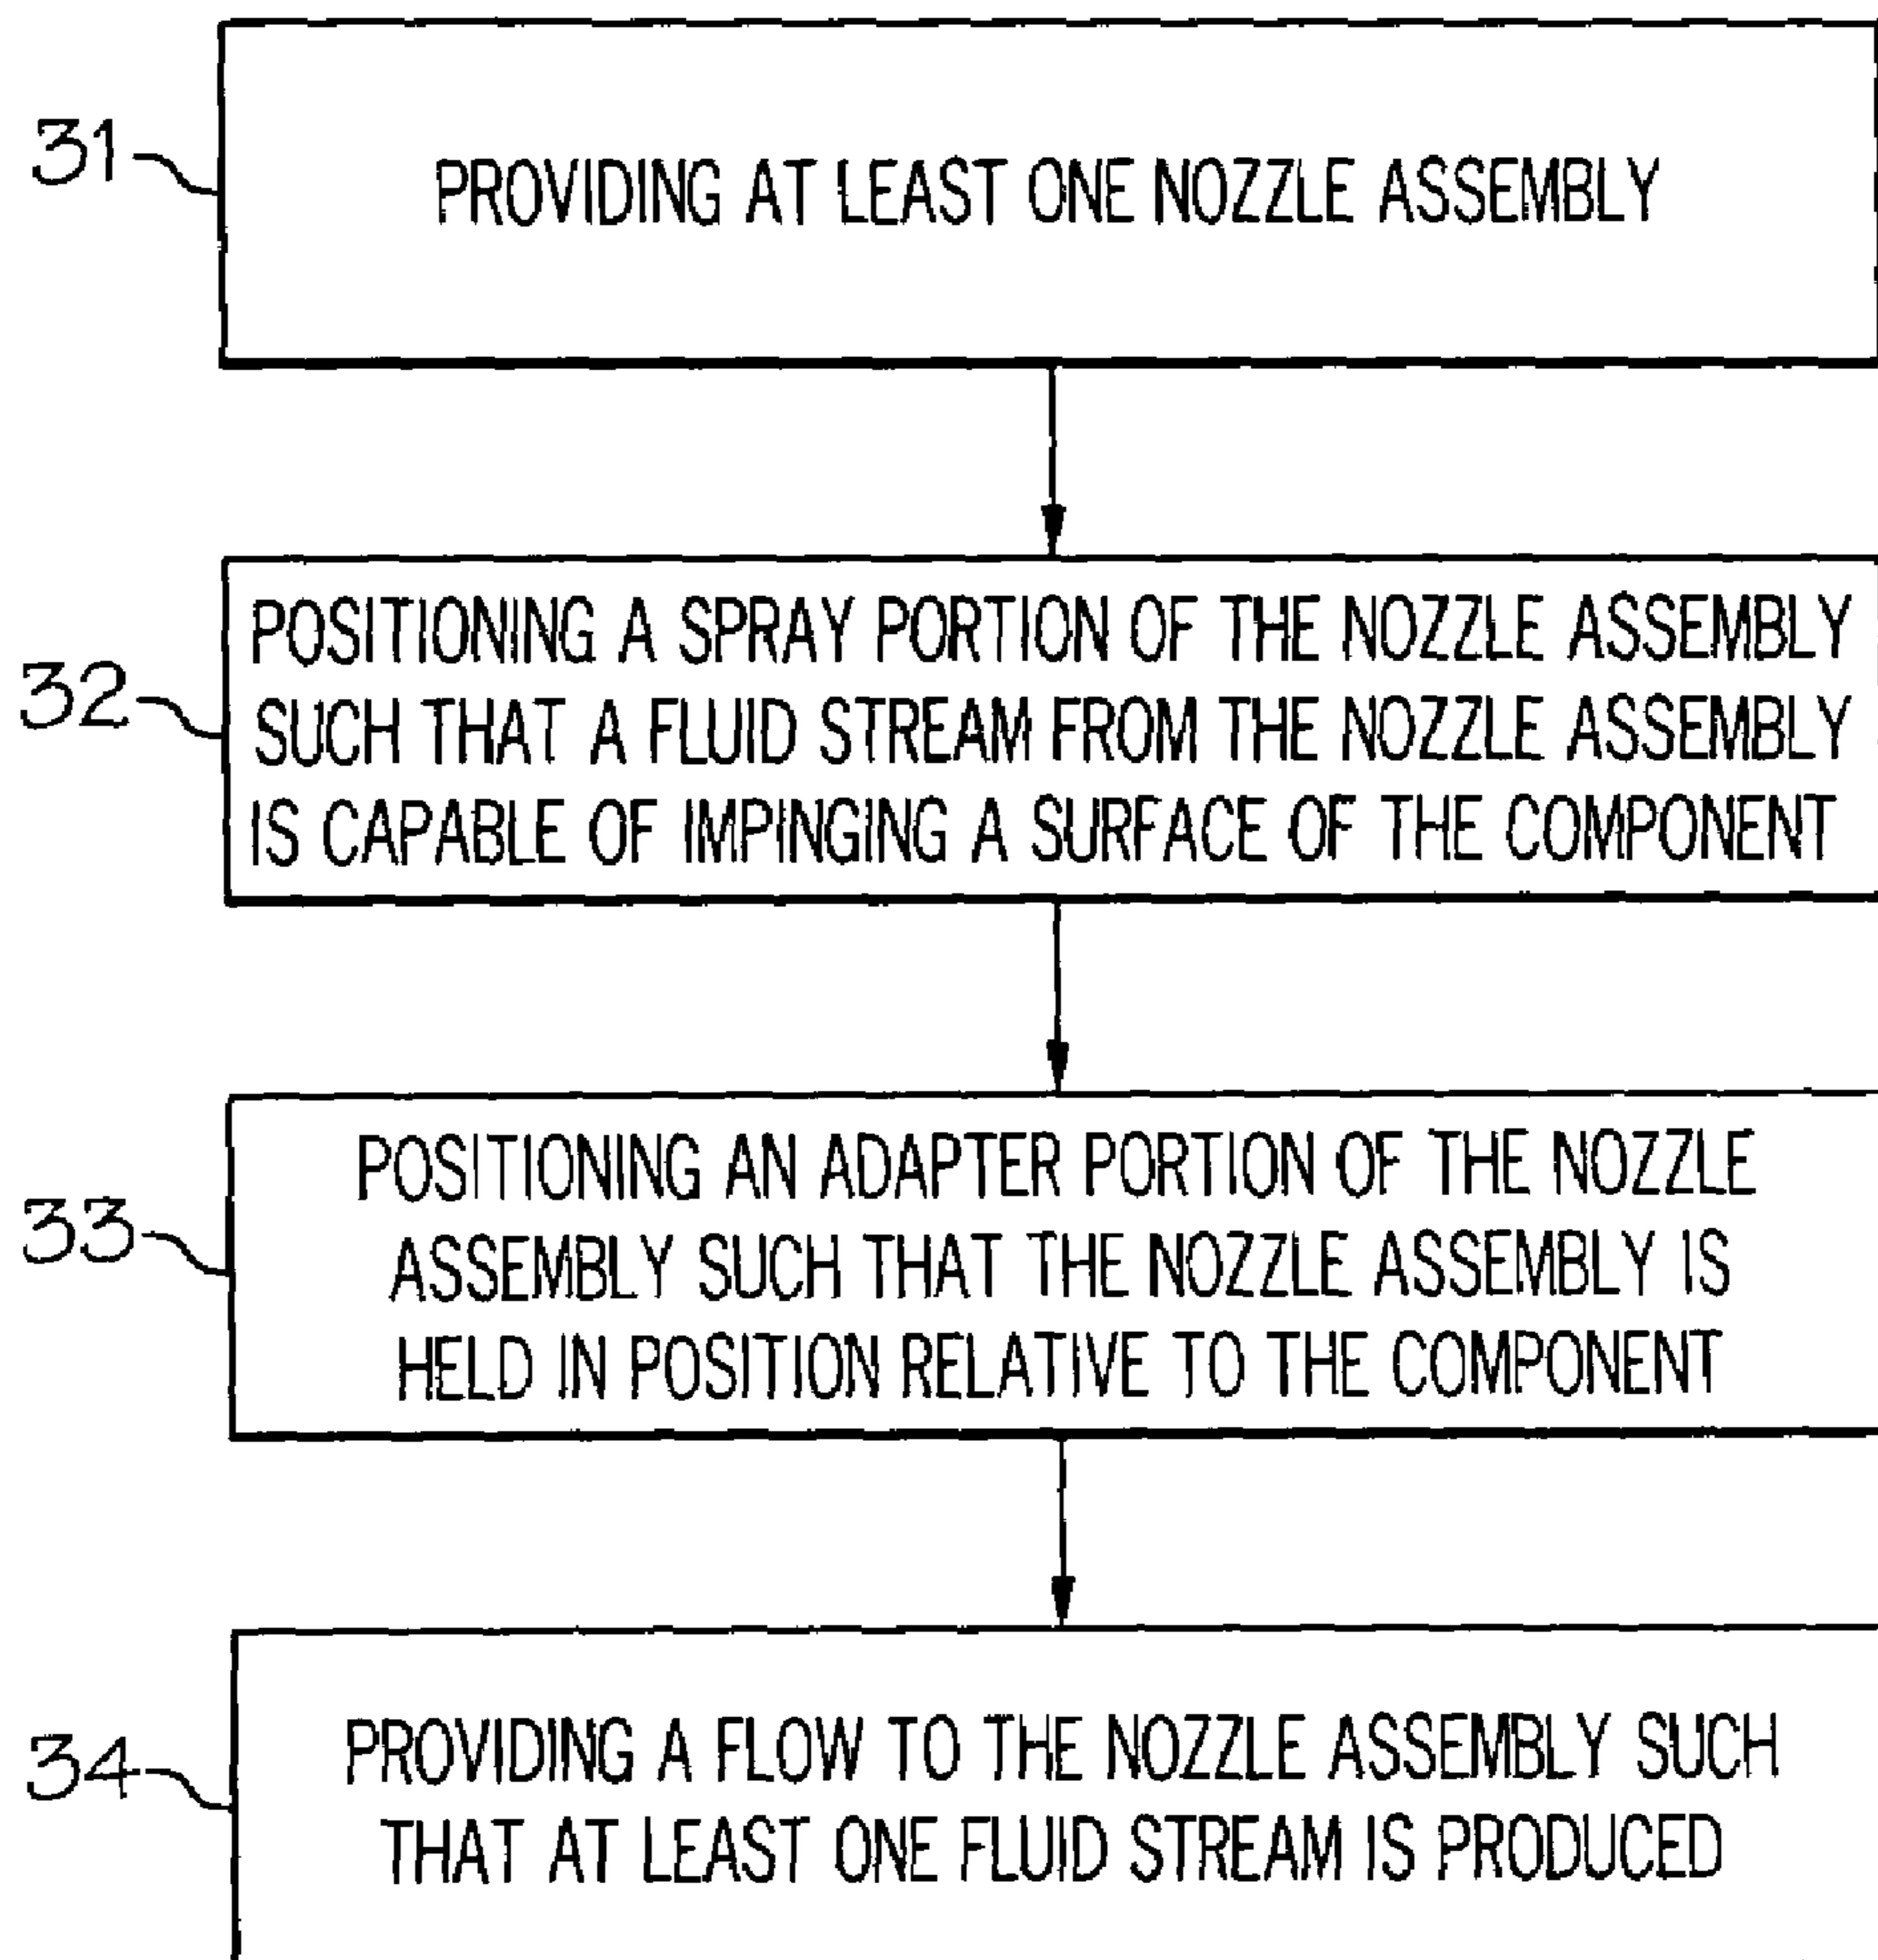 31
PROVIDING AT LEAST ONE NOZZLE ASSEMBLY
32
POSITIONING A SPRAY PORTION OF THE NOZZLE ASSEMBLY
SUCH THAT A FLUID STREAM FROM THE NOZZLE ASSEMBLY
IS CAPABLE OF IMPINGING A SURFACE OF THE COMPONENT
33
POSITIONING AN ADAPTER PORTION OF THE NOZZLE
ASSEMBLY SUCH THAT THE NOZZLE ASSEMBLY IS
HELD IN POSITION RELATIVE TO THE COMPONENT
34
PROVIDING A FLOW TO THE NOZZLE ASSEMBLY SUCH
THAT AT LEAST ONE FLUID STREAM IS PRODUCED